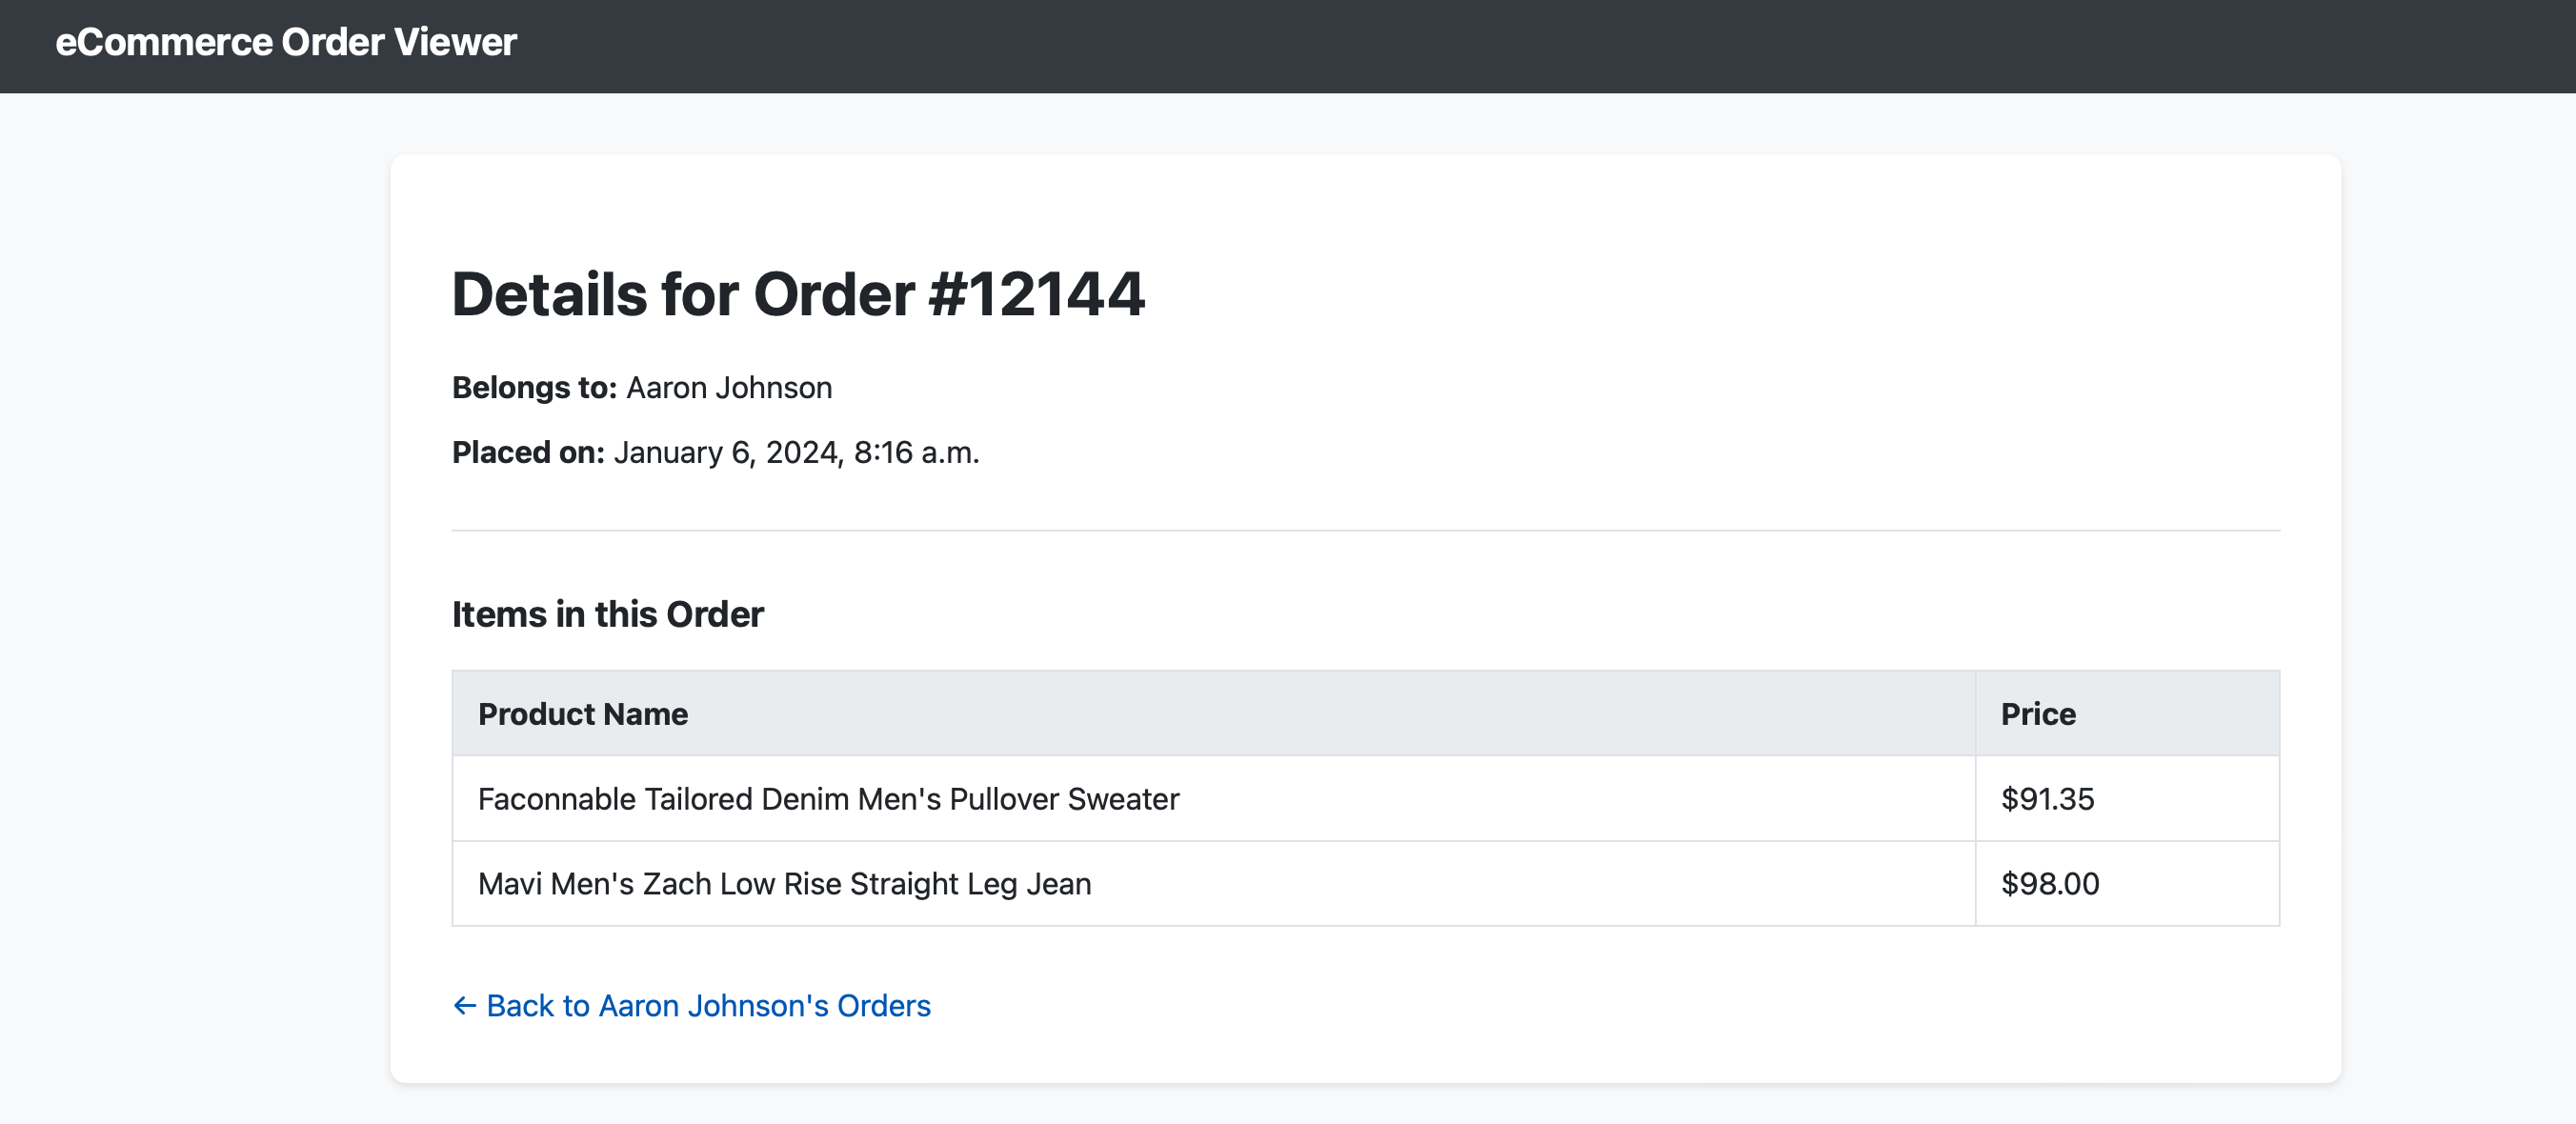 eCommerce Order Viewer
Details for Order #12144
Belongs to: Aaron Johnson
Placed on: January 6, 2024, 8:16 a.m.
Items in this Order
Product Name Price
Faconnable Tailored Denim Men's Pullover Sweater $91.35
Mavi Men's Zach Low Rise Straight Leg Jean $98.00
← Back to Aaron Johnson's Orders